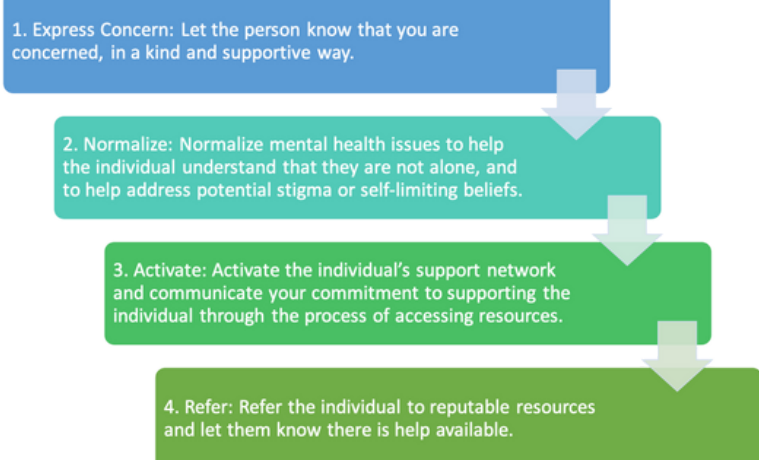 1. Express Concern: Let the person know that you are
concerned, in a kind and supportive way.
2. Normalize: Normalize mental health issues to help
the individual understand that they are not alone, and
to help address potential stigma or self-limiting beliefs.
3. Activate: Activate the individual’s support network
and communicate your commitment to supporting the
individual through the process of accessing resources.
4. Refer: Refer the individual to reputable resources
and let them know there is help available.